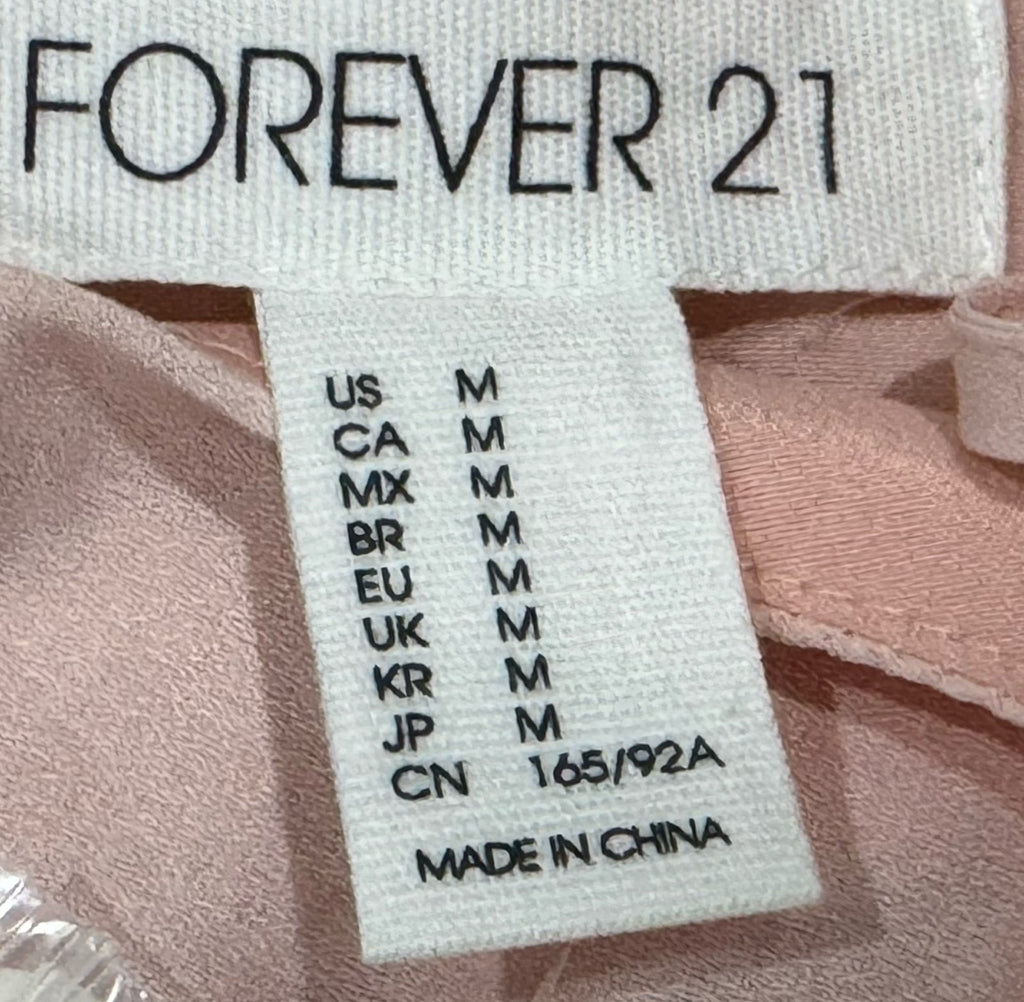 FOREVER 21
US M
CA M
MX M
BR M
EU M
UK M
KR M
JP M
CN 165/92A
MADE IN CHINA